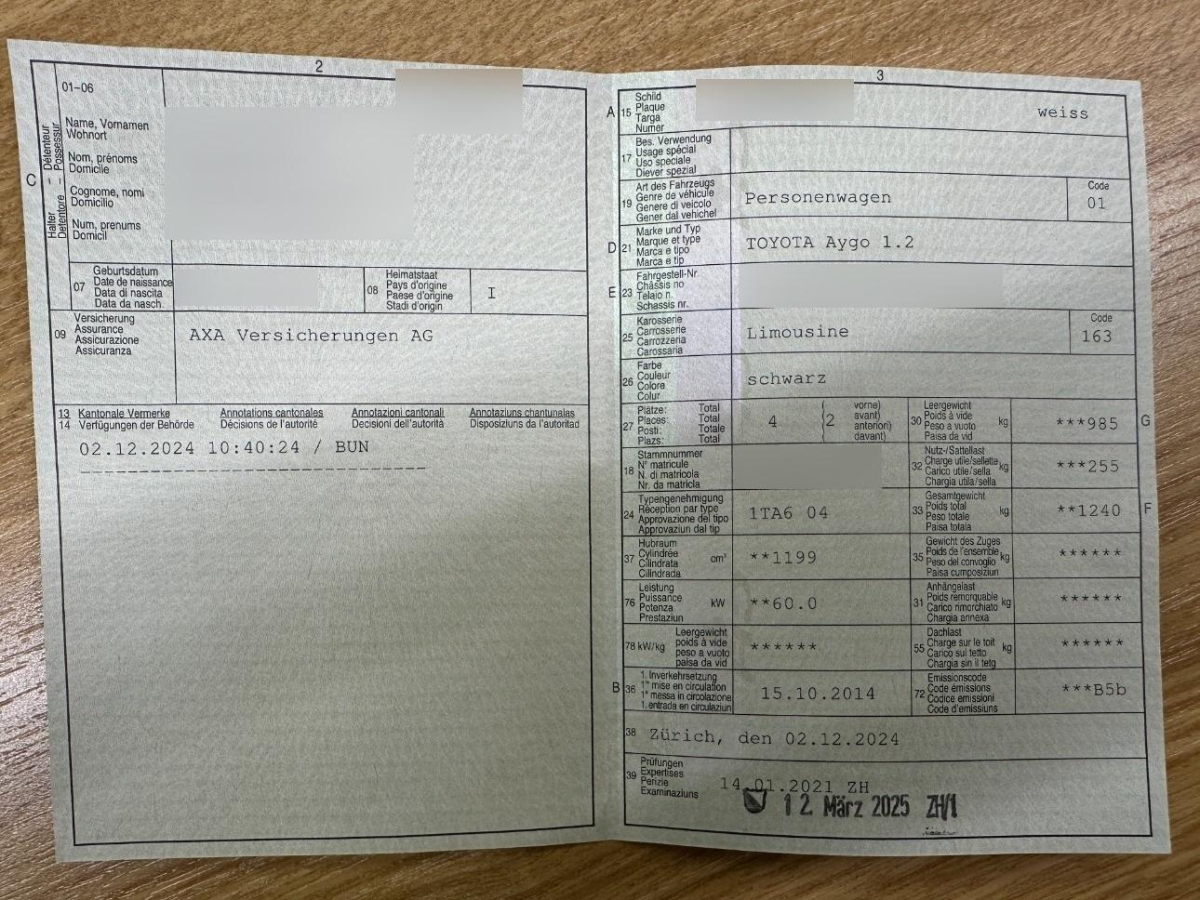 2
01-06
C
Halter - Détenteur
Detentore - Possessur
Name, Vornamen
Wohnort
Nom, prénoms
Domicile
Cognome, nomi
Domicilio
Num, prenums
Domicil
07
Geburtsdatum
Date de naissance
Data di nascita
Data da nasch.
08
Heimatstaat
Pays d'origine
Paese d'origine
Stadi d'origin
I
09
Versicherung
Assurance
Assicurazione
Assicuranza
AXA Versicherungen AG
13 Kantonale Vermerke Annotations cantonales Annotazioni cantonali Annotaziuns chantunalas
14 Verfügungen der Behörde Décisions de l'autorité Decisioni dell'autorità Disposiziuns da l'autoritad
02.12.2024 10:40:24 / BUN
3
A 15
Schild
Plaque
Targa
Numer
weiss
17
Bes. Verwendung
Usage spécial
Uso speciale
Diever spezial
19
Art des Fahrzeugs
Genre de véhicule
Genere di veicolo
Gener dal vehichel
Personenwagen
Code
01
D 21
Marke und Typ
Marque et type
Marca e tipo
Marca e tip
TOYOTA Aygo 1.2
E 23
Fahrgestell-Nr.
Châssis no
Telaio n.
Schassis nr.
25
Karosserie
Carrosserie
Carrozzeria
Carossaria
Limousine
Code
163
26
Farbe
Couleur
Colore
Colur
schwarz
27
Plätze: Total
Places: Total
Posti: Totale
Plazs: Total
4
(2
vorne)
avant)
anteriori)
davant)
30
Leergewicht
Poids à vide
Peso a vuoto
Paisa da vid
kg
***985
G
18
Stammnummer
N° matricule
N. di matricola
Nr. da matricla
32
Nutz-/Sattellast
Charge utile/sellette
Carico utile/sella
Chargia utila/sella
kg
***255
24
Typengenehmigung
Réception par type
Approvazione del tipo
Approvaziun dal tip
1TA6 04
33
Gesamtgewicht
Poids total
Peso totale
Paisa totala
kg
**1240
F
37
Hubraum
Cylindrée
Cilindrata
Cilindrada
cm³
**1199
35
Gewicht des Zuges
Poids de l'ensemble
Peso del convoglio
Paisa cumposiziun
kg
******
76
Leistung
Puissance
Potenza
Prestaziun
kW
**60.0
31
Anhängelast
Poids remorquable
Carico rimorchiato
Chargia annexa
kg
******
78 kW/kg
Leergewicht
poids à vide
peso a vuoto
paisa da vid
******
55
Dachlast
Charge sur le toit
Carico sul tetto
Chargia sin il tetg
kg
******
B 36
1. Inverkehrsetzung
1re mise en circulation
1a messa in circolazione
1. entrada en circulaziun
15.10.2014
72
Emissionscode
Code émissions
Codice emissioni
Code d'emissiuns
***B5b
38
Zürich, den 02.12.2024
39
Prüfungen
Expertises
Perizie
Examinaziuns
14.01.2021 ZH
12. März 2025 ZH/1